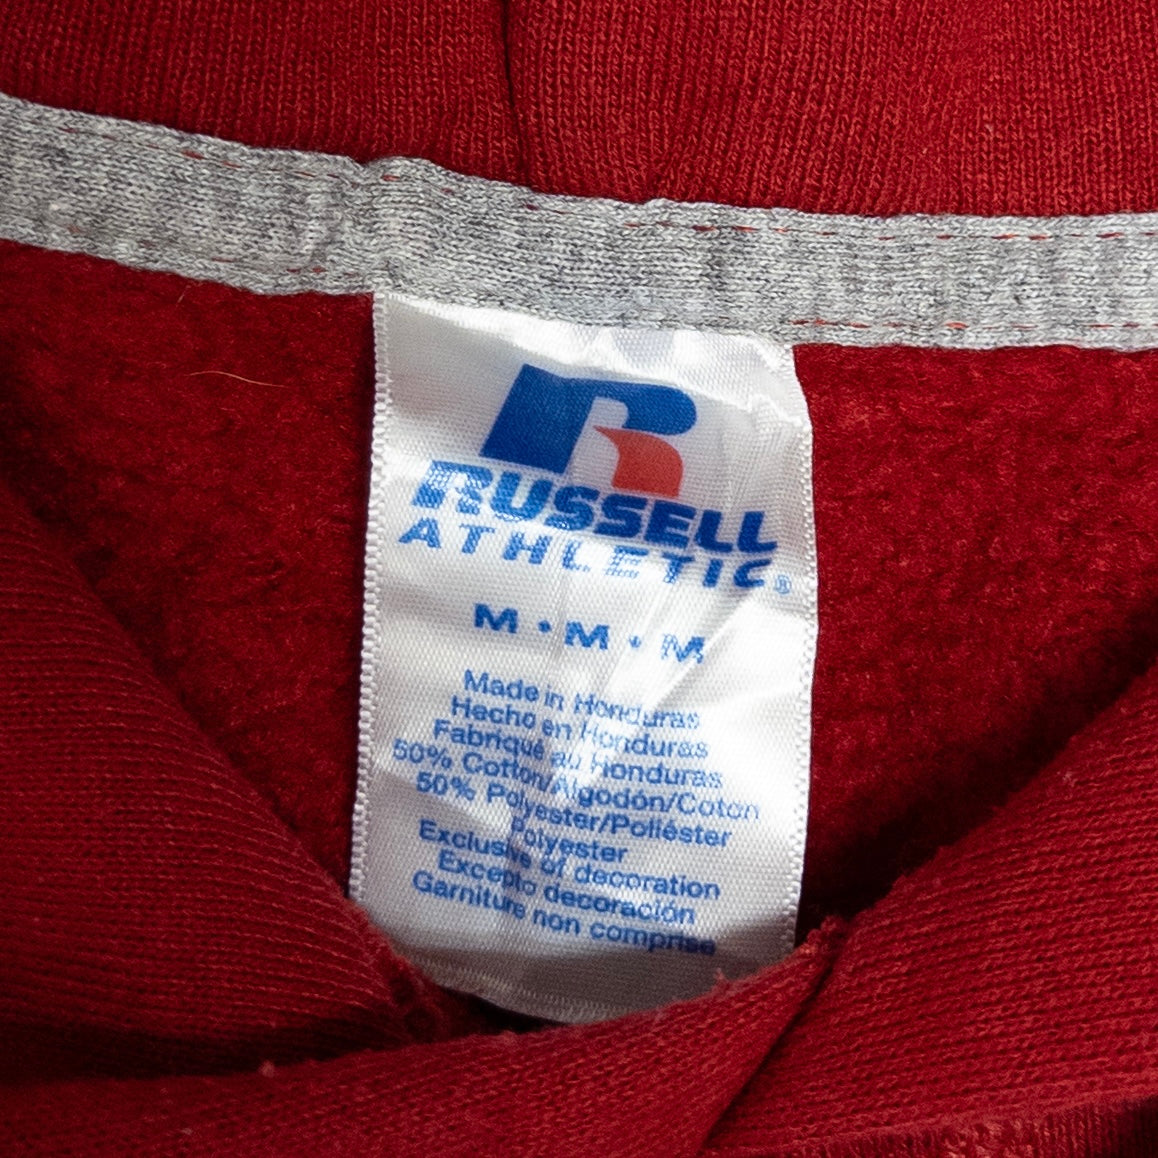 R
RUSSELL
ATHLETIC®
M • M • M
Made in Honduras
Hecho en Honduras
Fabriqué au Honduras
50% Cotton/Algodón/Coton
50% Polyester/Poliéster
Polyester
Exclusive of decoration
Excepto decoración
Garniture non comprise